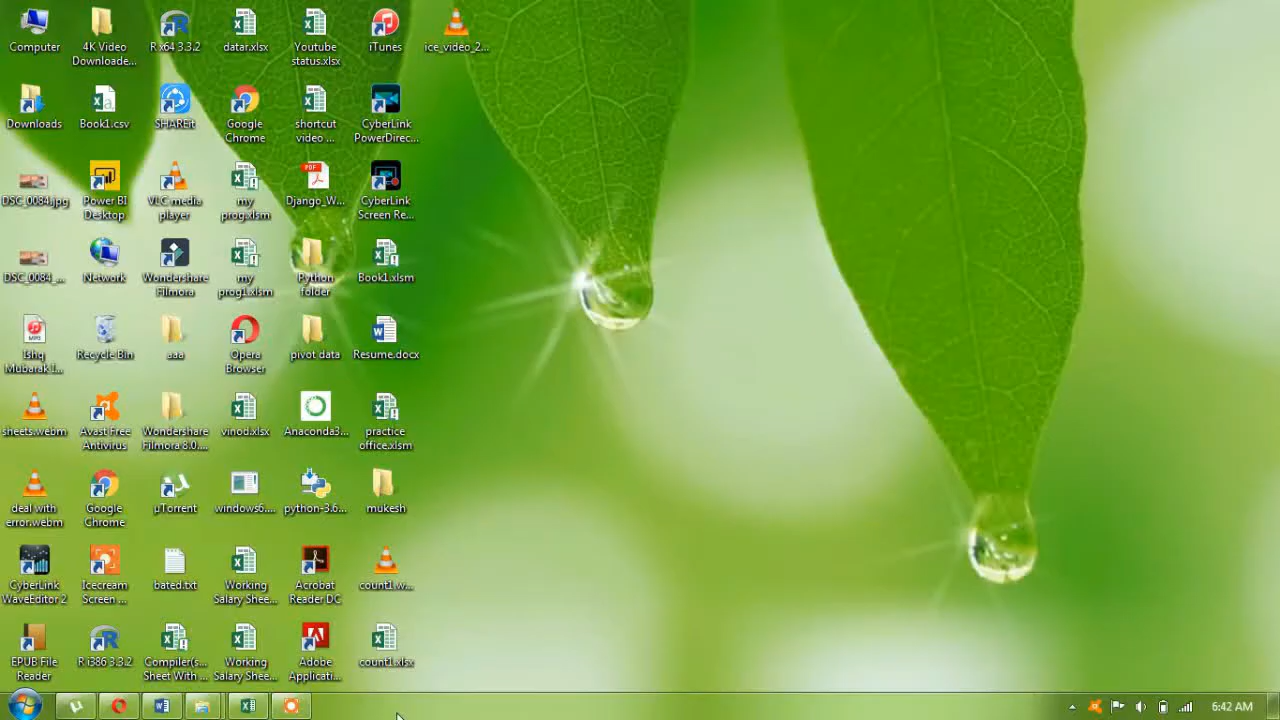 Computer
4K Video
Downloade...
R x64 3.3.2
datar.xlsx
Youtube
status.xlsx
iTunes
ice_video_2...
Downloads
Book1.csv
SHAREit
Google
Chrome
shortcut
video ...
CyberLink
PowerDirec...
DSC_0084.jpg
Power BI
Desktop
VLC media
player
my
prog.xlsm
PDF
Django_W...
CyberLink
Screen Re...
DSC_0084_...
Network
Wondershare
Filmora
my
prog1.xlsm
Python
folder
Book1.xlsm
MP3
Ishq
Mubarak I...
Recycle Bin
aaa
Opera
Browser
pivot data
Resume.docx
sheets.webm
Avast Free
Antivirus
Wondershare
Filmora 8.0....
vinod.xlsx
Anaconda3...
practice
office.xlsm
deal with
error.webm
Google
Chrome
µTorrent
windows6....
python-3.6...
mukesh
CyberLink
WaveEditor 2
Icecream
Screen ...
bated.txt
Working
Salary Shee...
Acrobat
Reader DC
count1.w...
EPUB File
Reader
R i386 3.3.2
Compiler(s...
Sheet With ...
Working
Salary Shee...
Adobe
Applicati...
count1.xlsx
6:42 AM